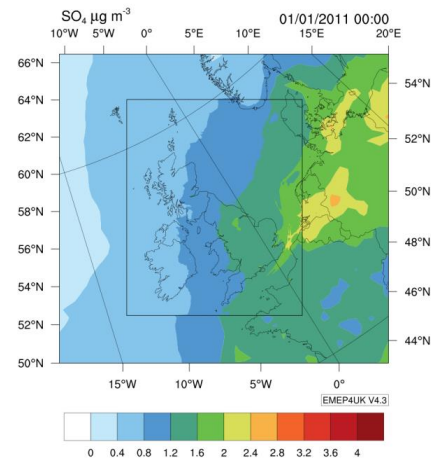 SO4 μg m-3 01/01/2011 00:00
10°W 5°W 0° 5°E 10°E 15°E 20°E
66°N
64°N
62°N
60°N
58°N
56°N
54°N
52°N
50°N
54°N
52°N
50°N
48°N
46°N
44°N
15°W 10°W 5°W 0°
EMEP4UK V4.3
0 0.4 0.8 1.2 1.6 2 2.4 2.8 3.2 3.6 4